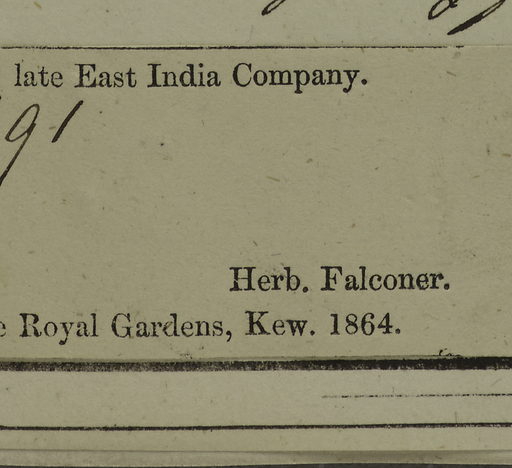 late East India Company.
91
Herb. Falconer.
Royal Gardens, Kew. 1864.